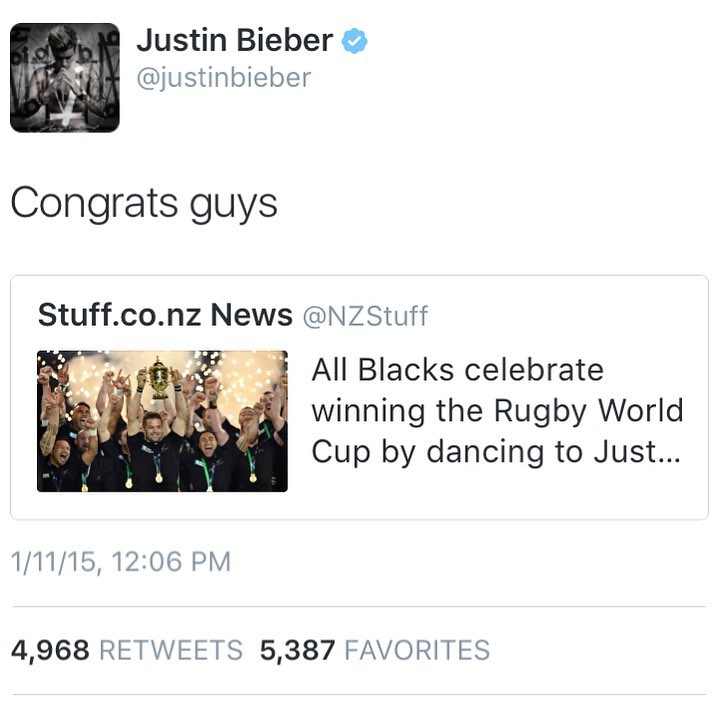 Justin Bieber
@justinbieber
Congrats guys
Stuff.co.nz News @NZStuff
All Blacks celebrate
winning the Rugby World
Cup by dancing to Just...
1/11/15, 12:06 PM
4,968 RETWEETS 5,387 FAVORITES